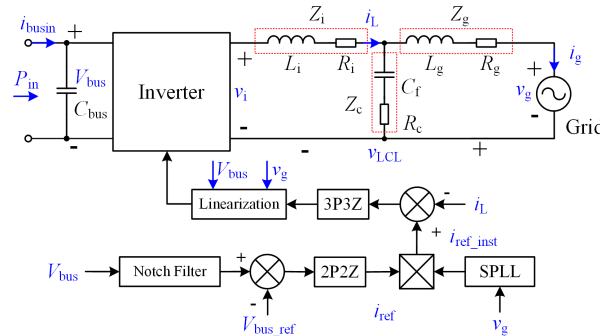 i_busin + Z_i i_L Z_g
L_i R_i L_g R_g i_g
P_in V_bus C_bus Inverter + v_i C_f + v_g
Z_c R_c - Grid
- - - v_LCL +
V_bus v_g -
Linearization 3P3Z i_L
+ i_ref_inst
V_bus Notch Filter + 2P2Z SPLL
- V_bus_ref i_ref v_g